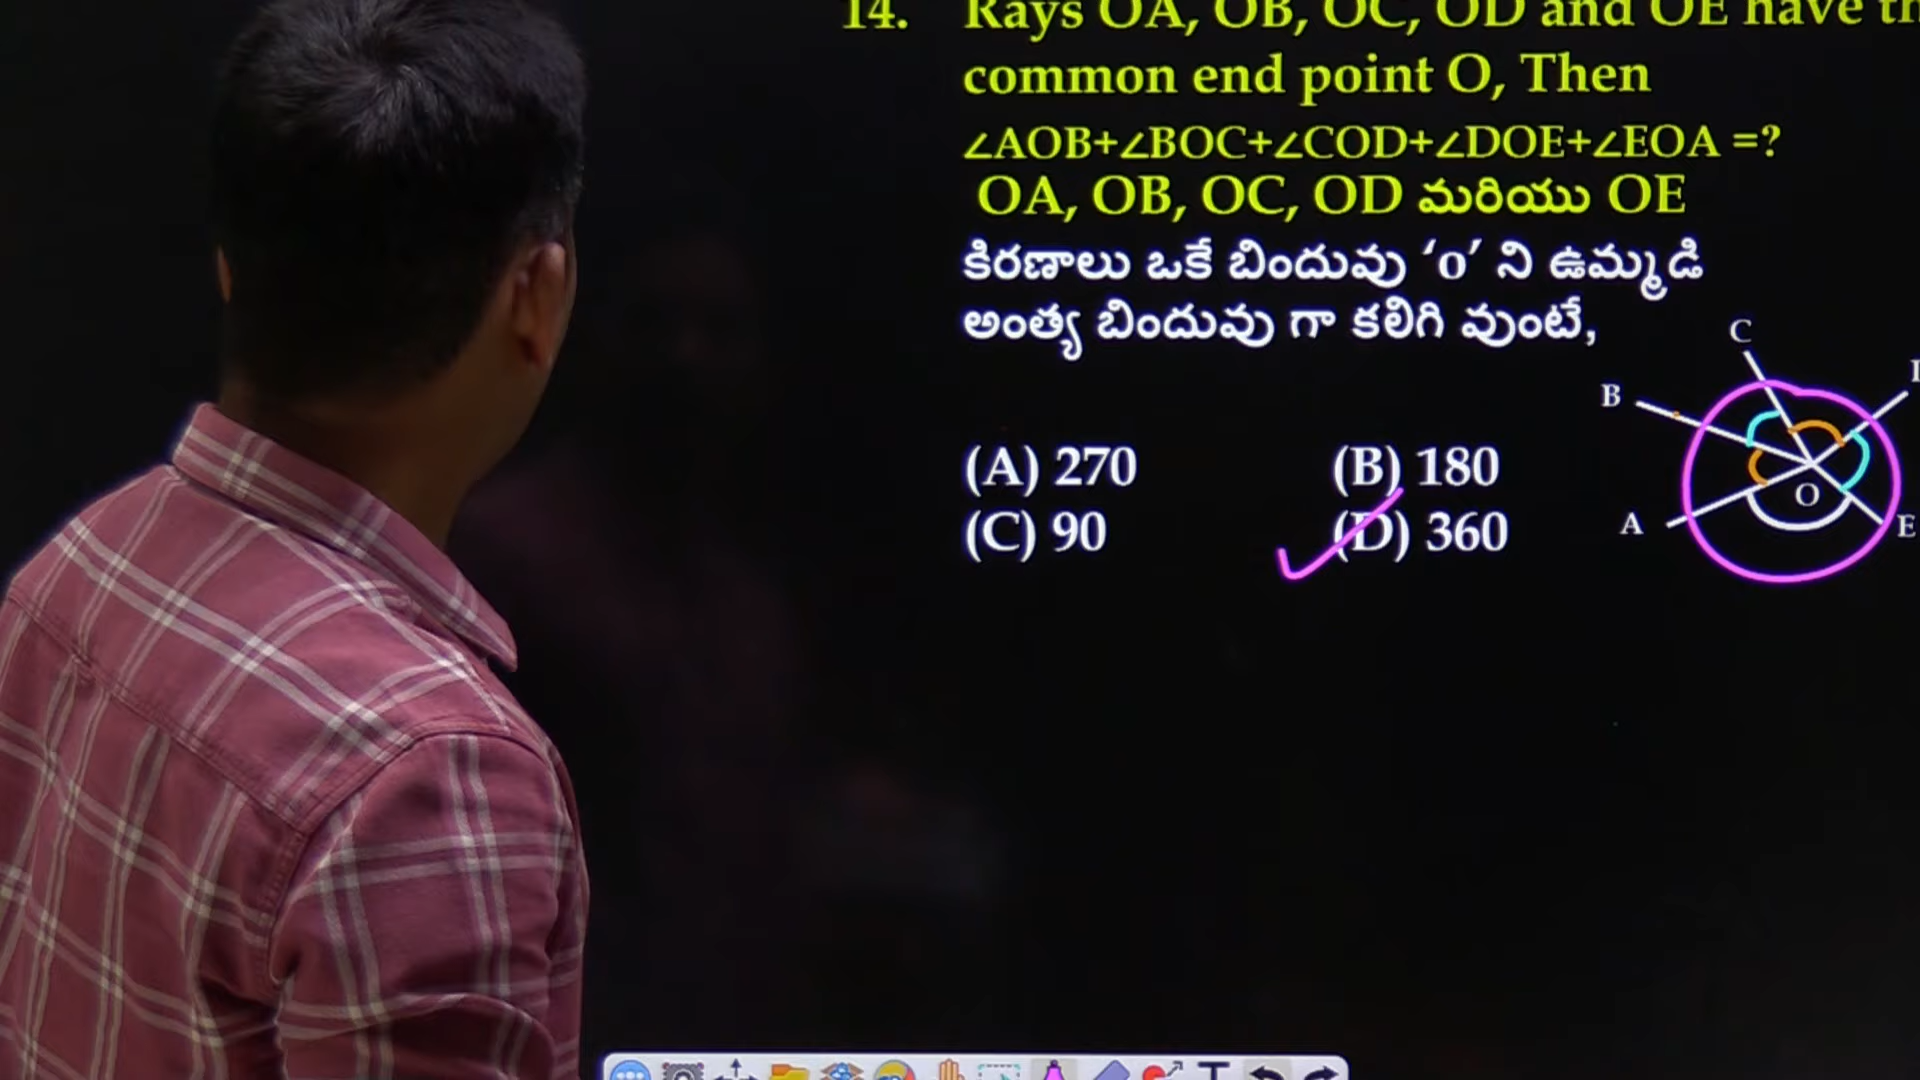 14. Rays OA, OB, OC, OD and OE have
common end point O, Then
∠AOB+∠BOC+∠COD+∠DOE+∠EOA =?
OA, OB, OC, OD మరియు OE
కిరణాలు ఒకే బిందువు ‘o’ ని ఉమ్మడి
అంత్య బిందువు గా కలిగి వుంటే,
C
B
O
A
E
(A) 270 (B) 180
(C) 90 (D) 360
T